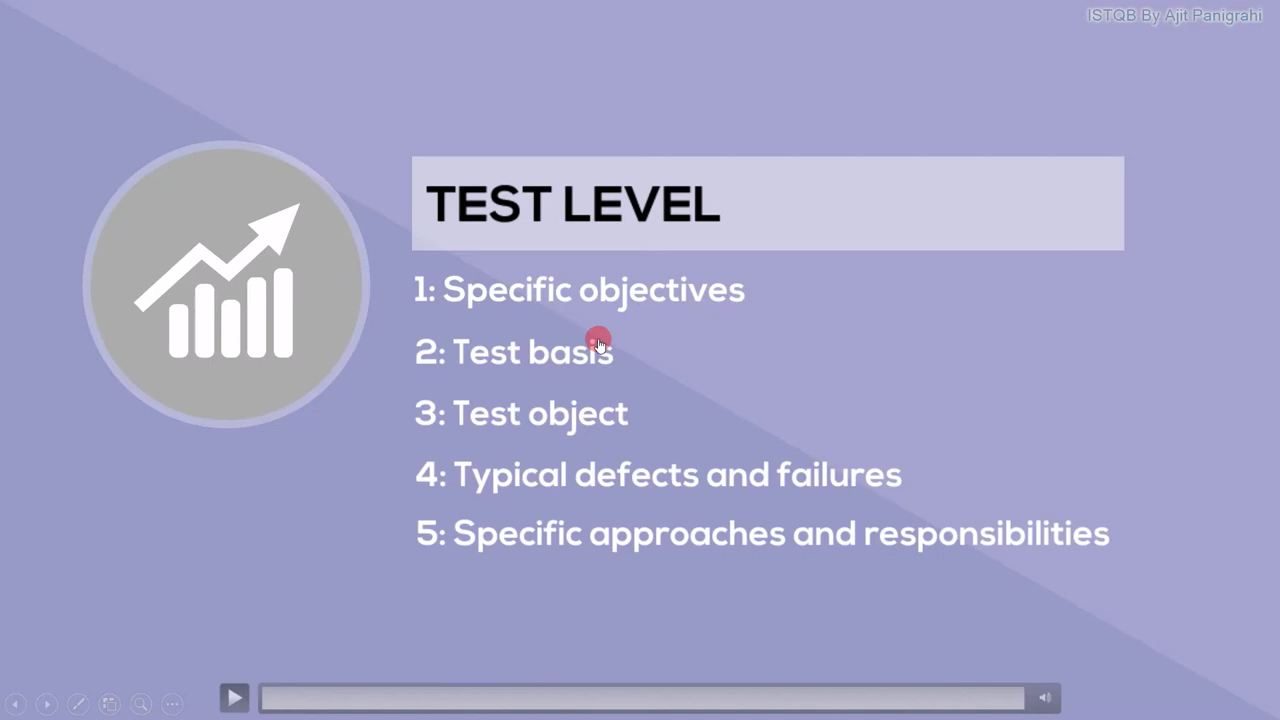 ISTQB By Ajit Panigrahi
TEST LEVEL
1: Specific objectives
2: Test basis
3: Test object
4: Typical defects and failures
5: Specific approaches and responsibilities